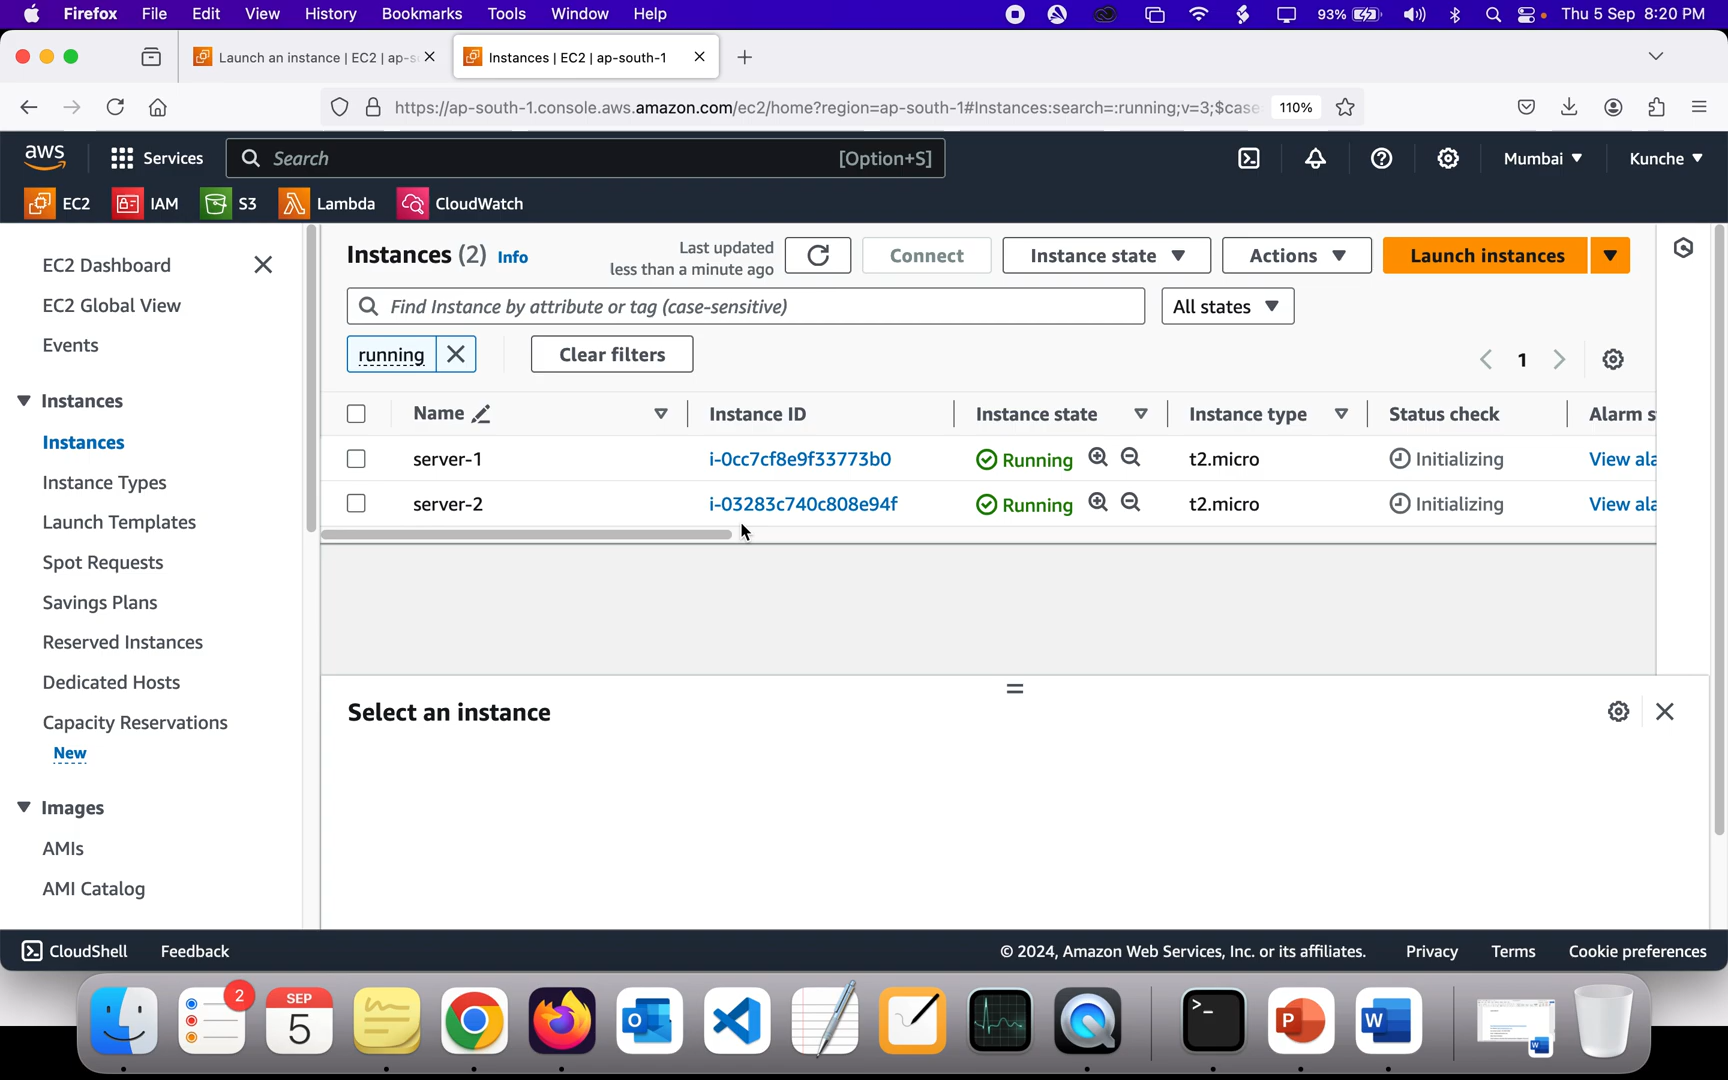 Firefox File Edit View History Bookmarks Tools Window Help 93% Thu 5 Sep 8:20 PM
Launch an instance | EC2 | ap-s Instances | EC2 | ap-south-1
https://ap-south-1.console.aws.amazon.com/ec2/home?region=ap-south-1#Instances:search=:running;v=3;$case 110%
aws Services Search [Option+S] Mumbai Kunche
EC2 IAM S3 Lambda CloudWatch
EC2 Dashboard
EC2 Global View
Events
Instances
Instances
Instance Types
Launch Templates
Spot Requests
Savings Plans
Reserved Instances
Dedicated Hosts
Capacity Reservations
New
Images
AMIs
AMI Catalog
Instances (2) Info
Last updated
less than a minute ago
Connect Instance state Actions Launch instances
Find Instance by attribute or tag (case-sensitive) All states
running Clear filters 1
Name Instance ID Instance state Instance type Status check Alarm s
server-1 i-0cc7cf8e9f33773b0 Running t2.micro Initializing View ala
server-2 i-03283c740c808e94f Running t2.micro Initializing View ala
Select an instance
CloudShell Feedback © 2024, Amazon Web Services, Inc. or its affiliates. Privacy Terms Cookie preferences
2
SEP
5